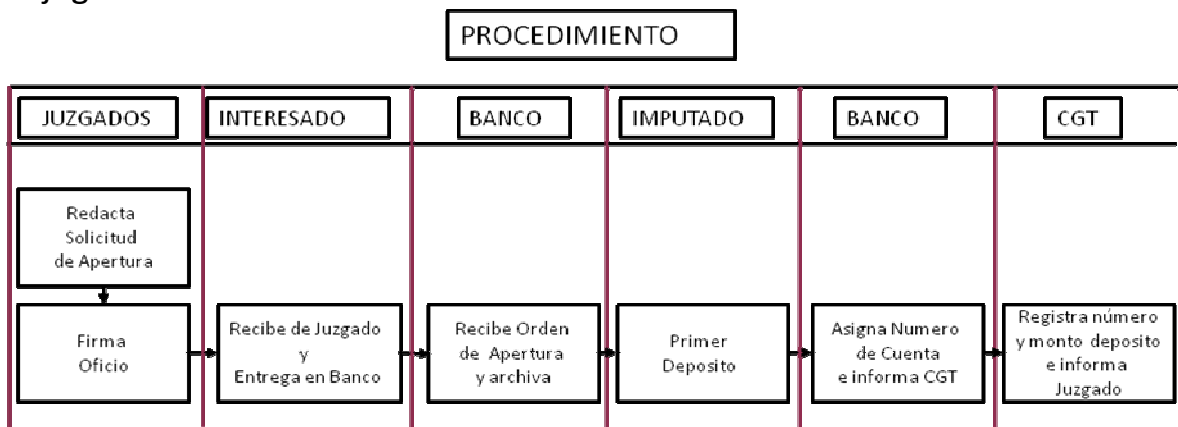 PROCEDIMIENTO
JUZGADOS
INTERESADO
BANCO
IMPUTADO
BANCO
CGT
Redacta
Solicitud
de Apertura
Firma
Oficio
Recibe de Juzgado
y
Entrega en Banco
Recibe Orden
de Apertura
y archiva
Primer
Deposito
Asigna Numero
de Cuenta
e informa CGT
Registra número
y monto deposito
e informa
Juzgado